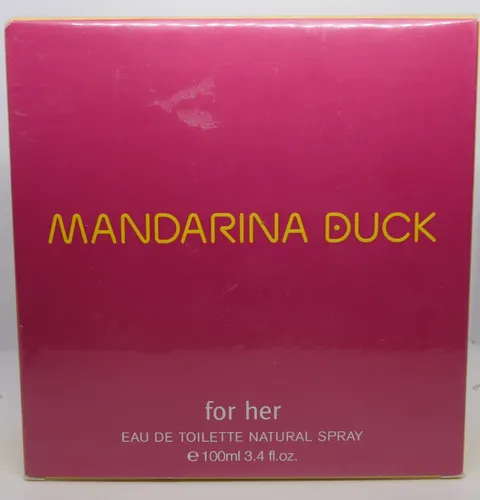 MANDARINA DUCK
for her
EAU DE TOILETTE NATURAL SPRAY
℮ 100ml 3.4 fl.oz.